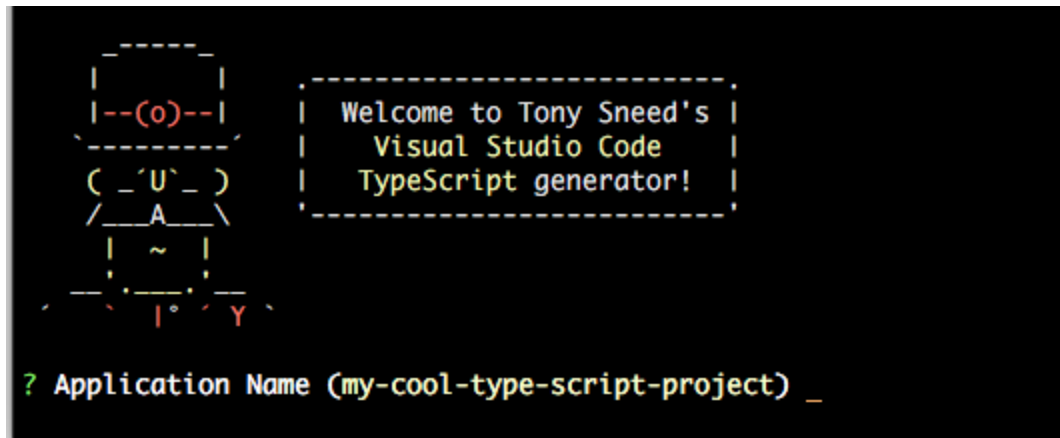 Welcome to Tony Sneed's
Visual Studio Code
TypeScript generator!
? Application Name (my-cool-type-script-project) _